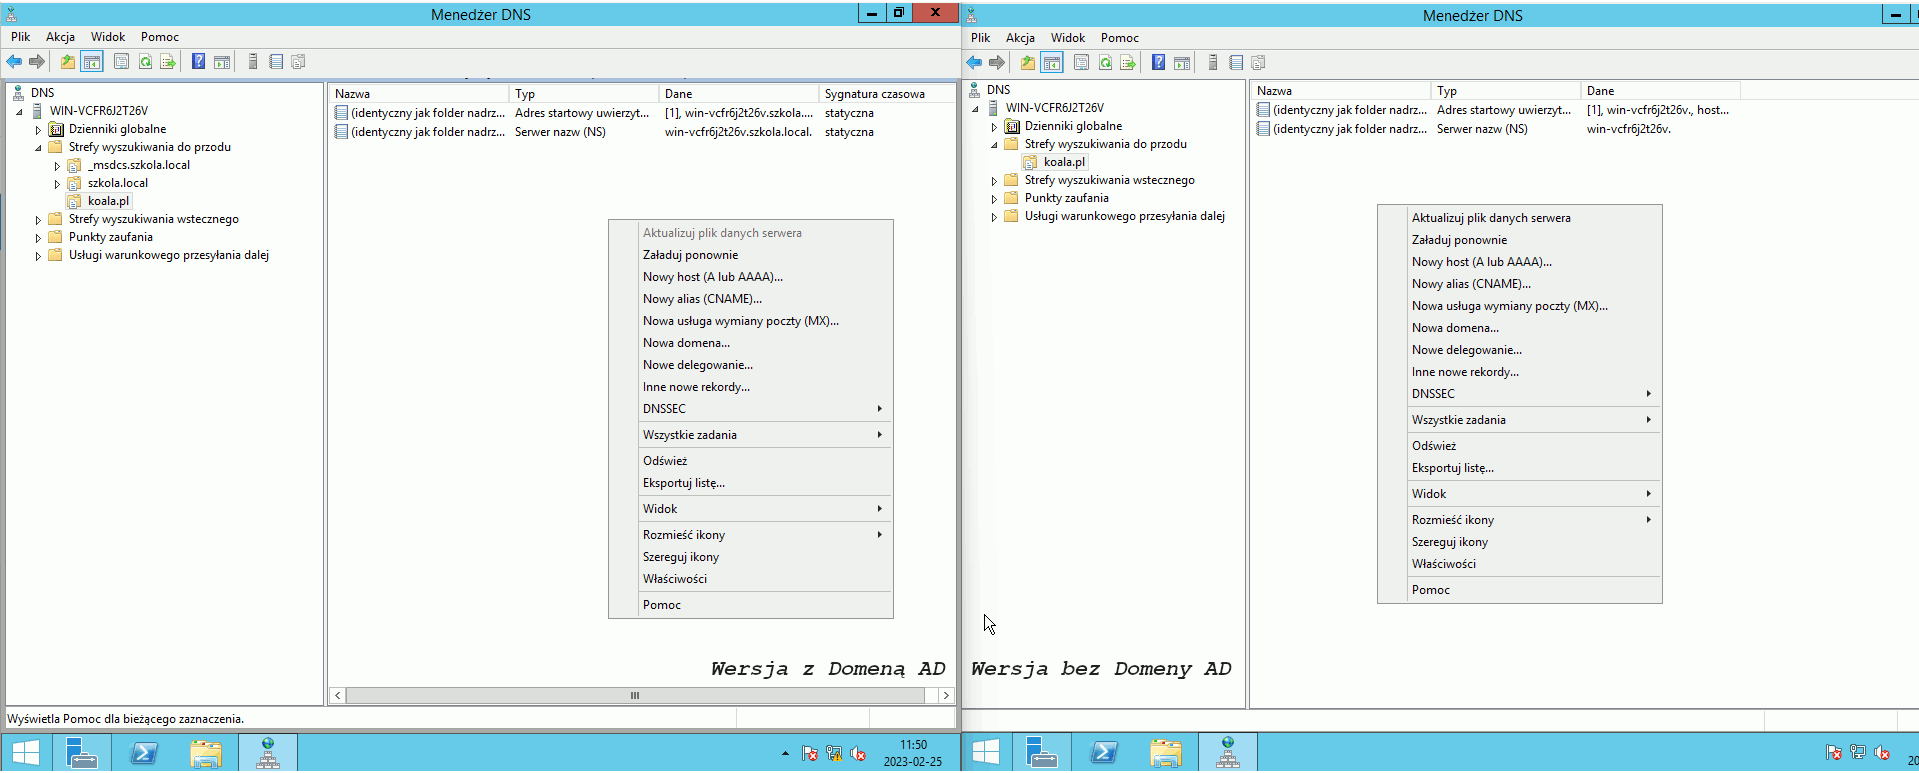 Menedżer DNS
Plik Akcja Widok Pomoc
DNS
WIN-VCFR6J2T26V
Dzienniki globalne
Strefy wyszukiwania do przodu
_msdcs.szkola.local
szkola.local
koala.pl
Strefy wyszukiwania wstecznego
Punkty zaufania
Usługi warunkowego przesyłania dalej
Nazwa Typ Dane Sygnatura czasowa
(identyczny jak folder nadrz... Adres startowy uwierzyt... [1], win-vcfr6j2t26v.szkola.... statyczna
(identyczny jak folder nadrz... Serwer nazw (NS) win-vcfr6j2t26v.szkola.local. statyczna
Aktualizuj plik danych serwera
Załaduj ponownie
Nowy host (A lub AAAA)...
Nowy alias (CNAME)...
Nowa usługa wymiany poczty (MX)...
Nowa domena...
Nowe delegowanie...
Inne nowe rekordy...
DNSSEC
Wszystkie zadania
Odśwież
Eksportuj listę...
Widok
Rozmieść ikony
Szereguj ikony
Właściwości
Pomoc
Wersja z Domeną AD
Wyświetla Pomoc dla bieżącego zaznaczenia.
11:50
2023-02-25
Menedżer DNS
Plik Akcja Widok Pomoc
DNS
WIN-VCFR6J2T26V
Dzienniki globalne
Strefy wyszukiwania do przodu
koala.pl
Strefy wyszukiwania wstecznego
Punkty zaufania
Usługi warunkowego przesyłania dalej
Nazwa Typ Dane
(identyczny jak folder nadrz... Adres startowy uwierzyt... [1], win-vcfr6j2t26v., host...
(identyczny jak folder nadrz... Serwer nazw (NS) win-vcfr6j2t26v.
Aktualizuj plik danych serwera
Załaduj ponownie
Nowy host (A lub AAAA)...
Nowy alias (CNAME)...
Nowa usługa wymiany poczty (MX)...
Nowa domena...
Nowe delegowanie...
Inne nowe rekordy...
DNSSEC
Wszystkie zadania
Odśwież
Eksportuj listę...
Widok
Rozmieść ikony
Szereguj ikony
Właściwości
Pomoc
Wersja bez Domeny AD
20